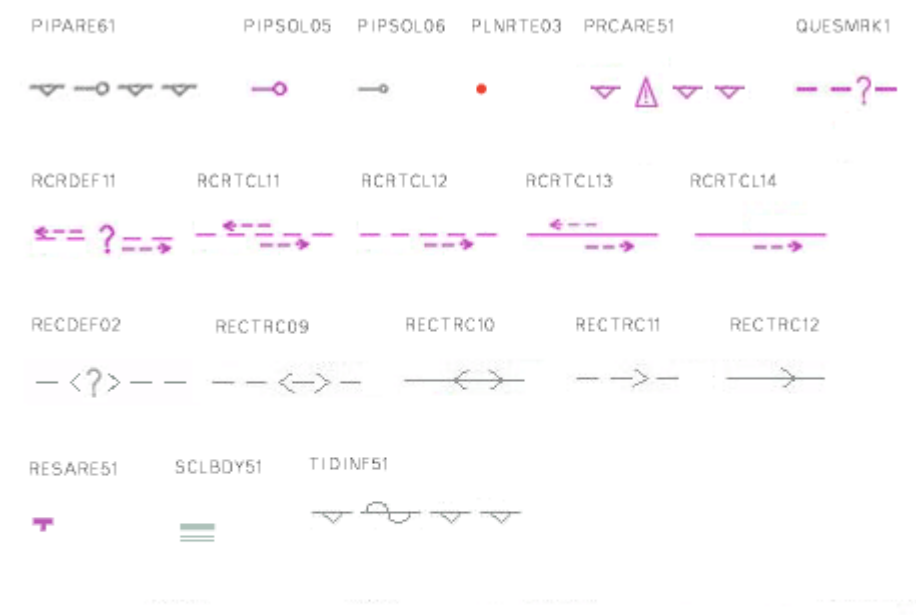 PIPARE61 PIPSOL05 PIPSOL06 PLNRTE03 PRCARE51 QUESMRK1
?
RCRDEF11 RCRTCL11 RCRTCL12 RCRTCL13 RCRTCL14
?
RECDEF02 RECTRC09 RECTRC10 RECTRC11 RECTRC12
?
RESARE51 SCLBDY51 TIDINF51